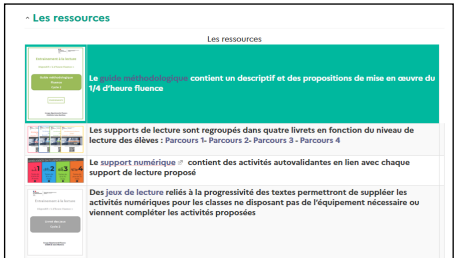 Les ressources
Les ressources
Le guide méthodologique contient un descriptif et des propositions de mise en œuvre du
1/4 d'heure fluence
Les supports de lecture sont regroupés dans quatre livrets en fonction du niveau de
lecture des élèves : Parcours 1- Parcours 2- Parcours 3 - Parcours 4
Le support numérique contient des activités autovalidantes en lien avec chaque
support de lecture proposé
Des jeux de lecture reliés à la progressivité des textes permettront de suppléer les
activités numériques pour les classes ne disposant pas de l'équipement nécessaire ou
viennent compléter les activités proposées